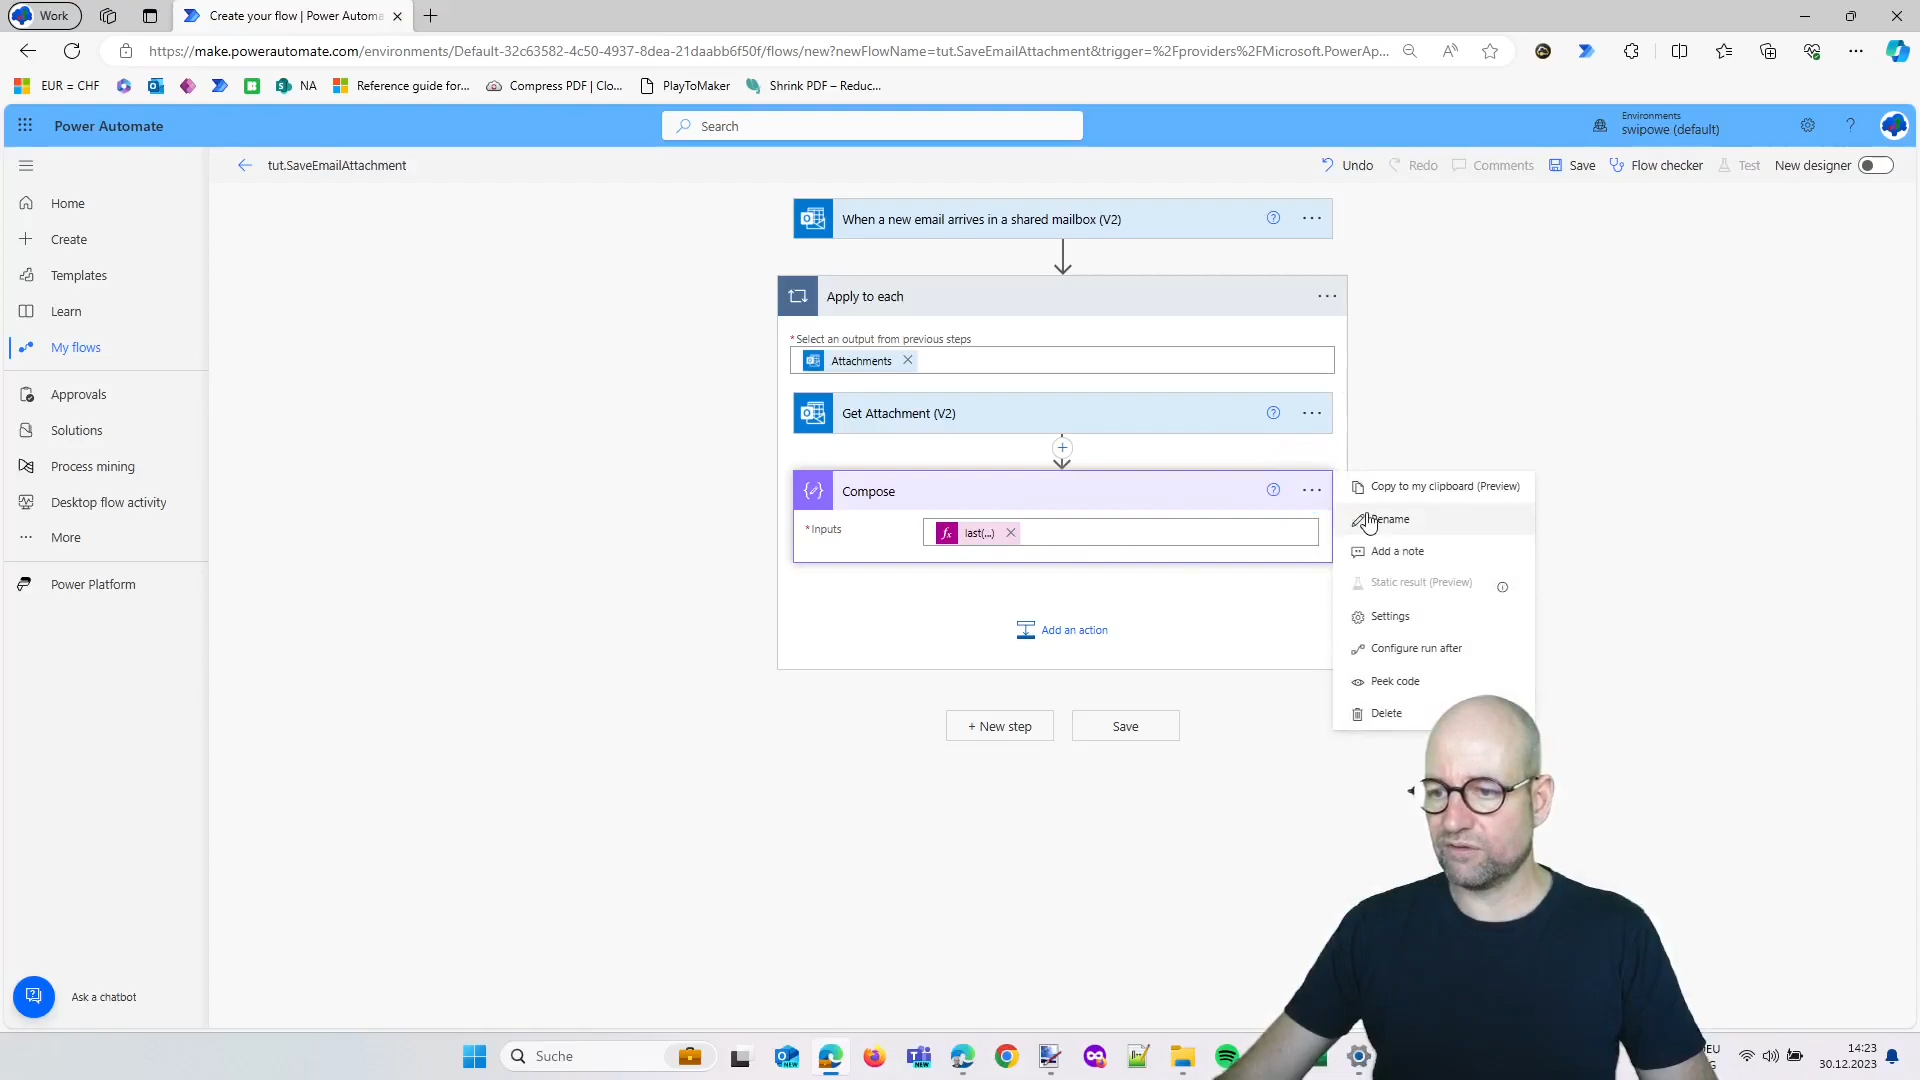 Work
Create your flow | Power Automa
https://make.powerautomate.com/environments/Default-32c63582-4c50-4937-8dea-21daabb6f50f/flows/new?newFlowName=tut.SaveEmailAttachment&trigger=%2Fproviders%2FMicrosoft.PowerAp...
EUR = CHF
NA
Reference guide for...
Compress PDF | Clo...
PlayToMaker
Shrink PDF – Reduc...
Power Automate
Search
Environments
swipowe (default)
tut.SaveEmailAttachment
Undo
Redo
Comments
Save
Flow checker
Test
New designer
Home
Create
Templates
Learn
My flows
Approvals
Solutions
Process mining
Desktop flow activity
More
Power Platform
Ask a chatbot
When a new email arrives in a shared mailbox (V2)
Apply to each
* Select an output from previous steps
Attachments
Get Attachment (V2)
Compose
* Inputs
fx last(...)
Add an action
+ New step
Save
Copy to my clipboard (Preview)
Rename
Add a note
Static result (Preview)
Settings
Configure run after
Peek code
Delete
Suche
NEW
NEW
EU
14:23
30.12.2023